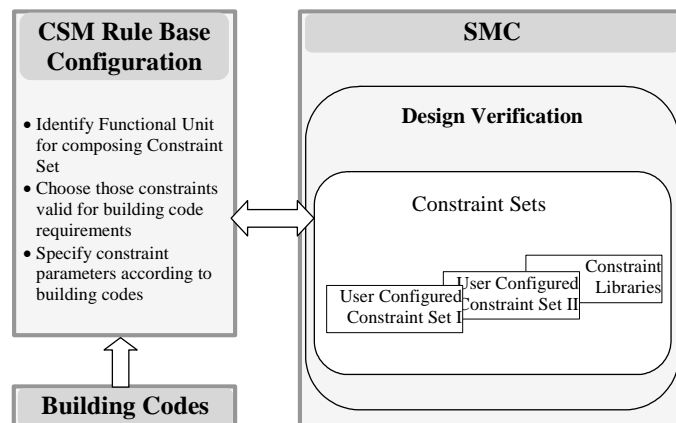 CSM Rule Base
Configuration
• Identify Functional Unit
for composing Constraint
Set
• Choose those constraints
valid for building code
requirements
• Specify constraint
parameters according to
building codes
Building Codes
SMC
Design Verification
Constraint Sets
Constraint
Libraries
User Configured
Constraint Set II
User Configured
Constraint Set I